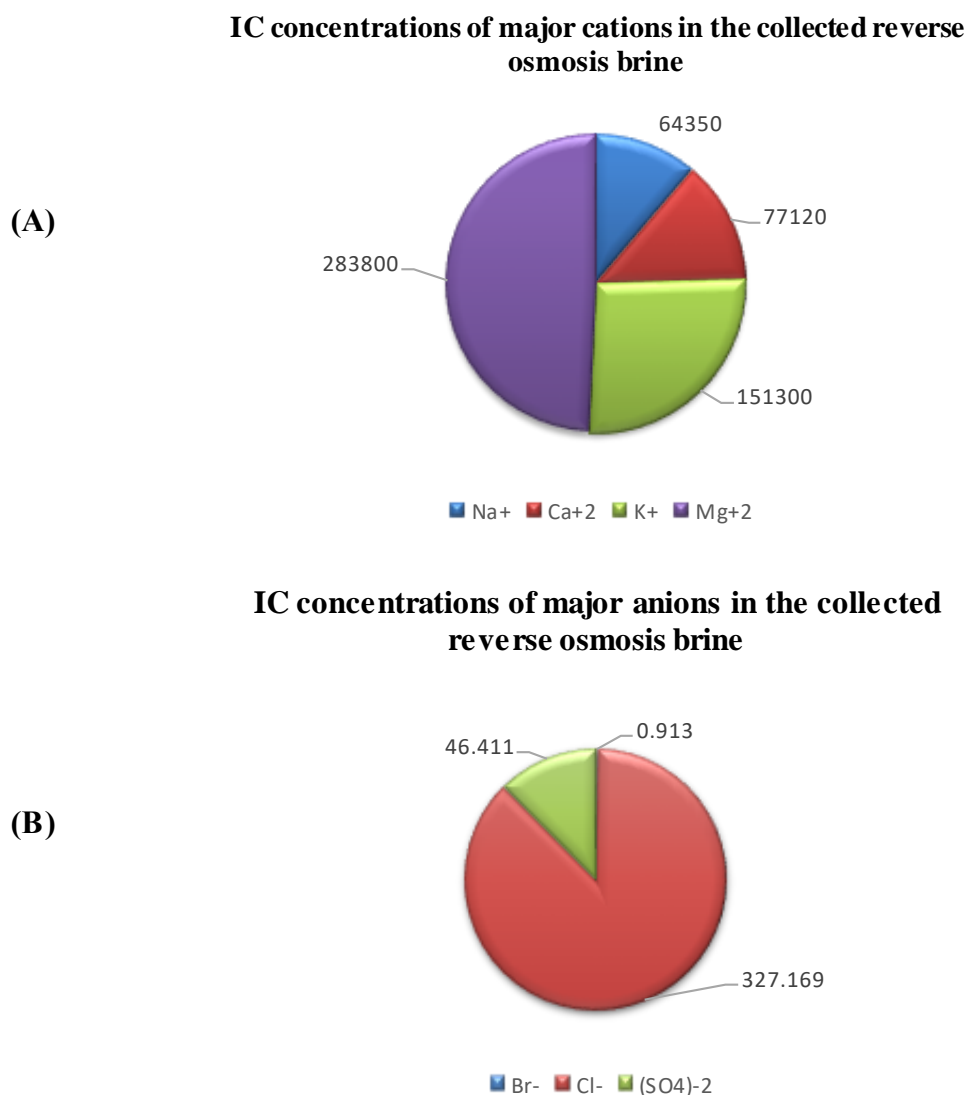 IC concentrations of major cations in the collected reverse
osmosis brine
(A)
64350
77120
283800
151300
Na+ Ca+2 K+ Mg+2
IC concentrations of major anions in the collected
reverse osmosis brine
(B)
0.913
46.411
327.169
Br- Cl- (SO4)-2